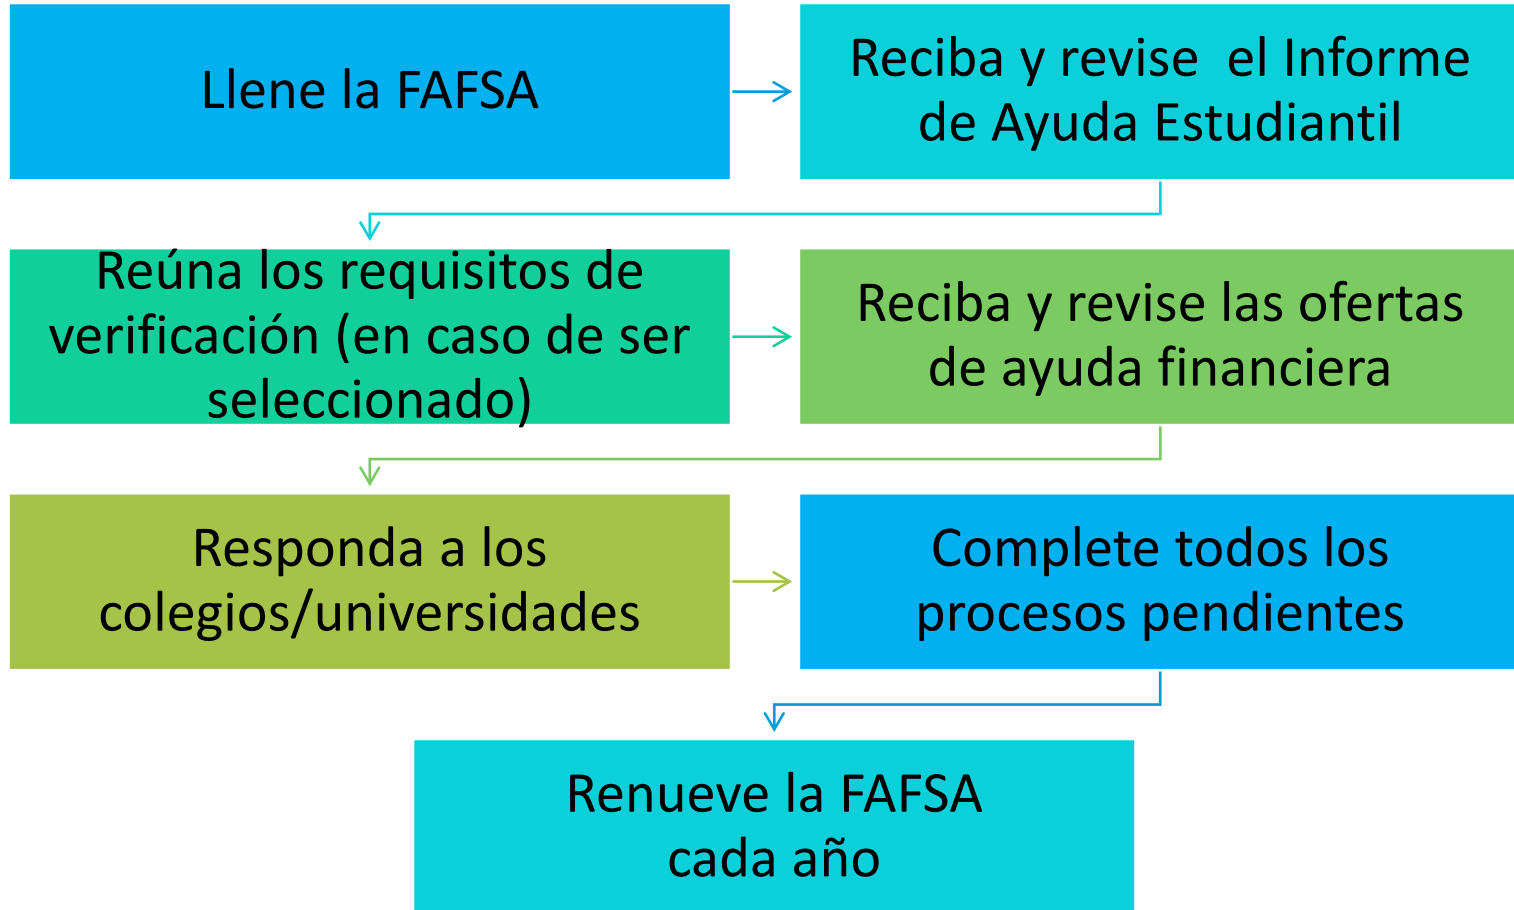 Llene la FAFSA
Reciba y revise  el Informe
de Ayuda Estudiantil
Reúna los requisitos de
verificación (en caso de ser
seleccionado)
Reciba y revise las ofertas
de ayuda financiera
Responda a los
colegios/universidades
Complete todos los
procesos pendientes
Renueve la FAFSA
cada año